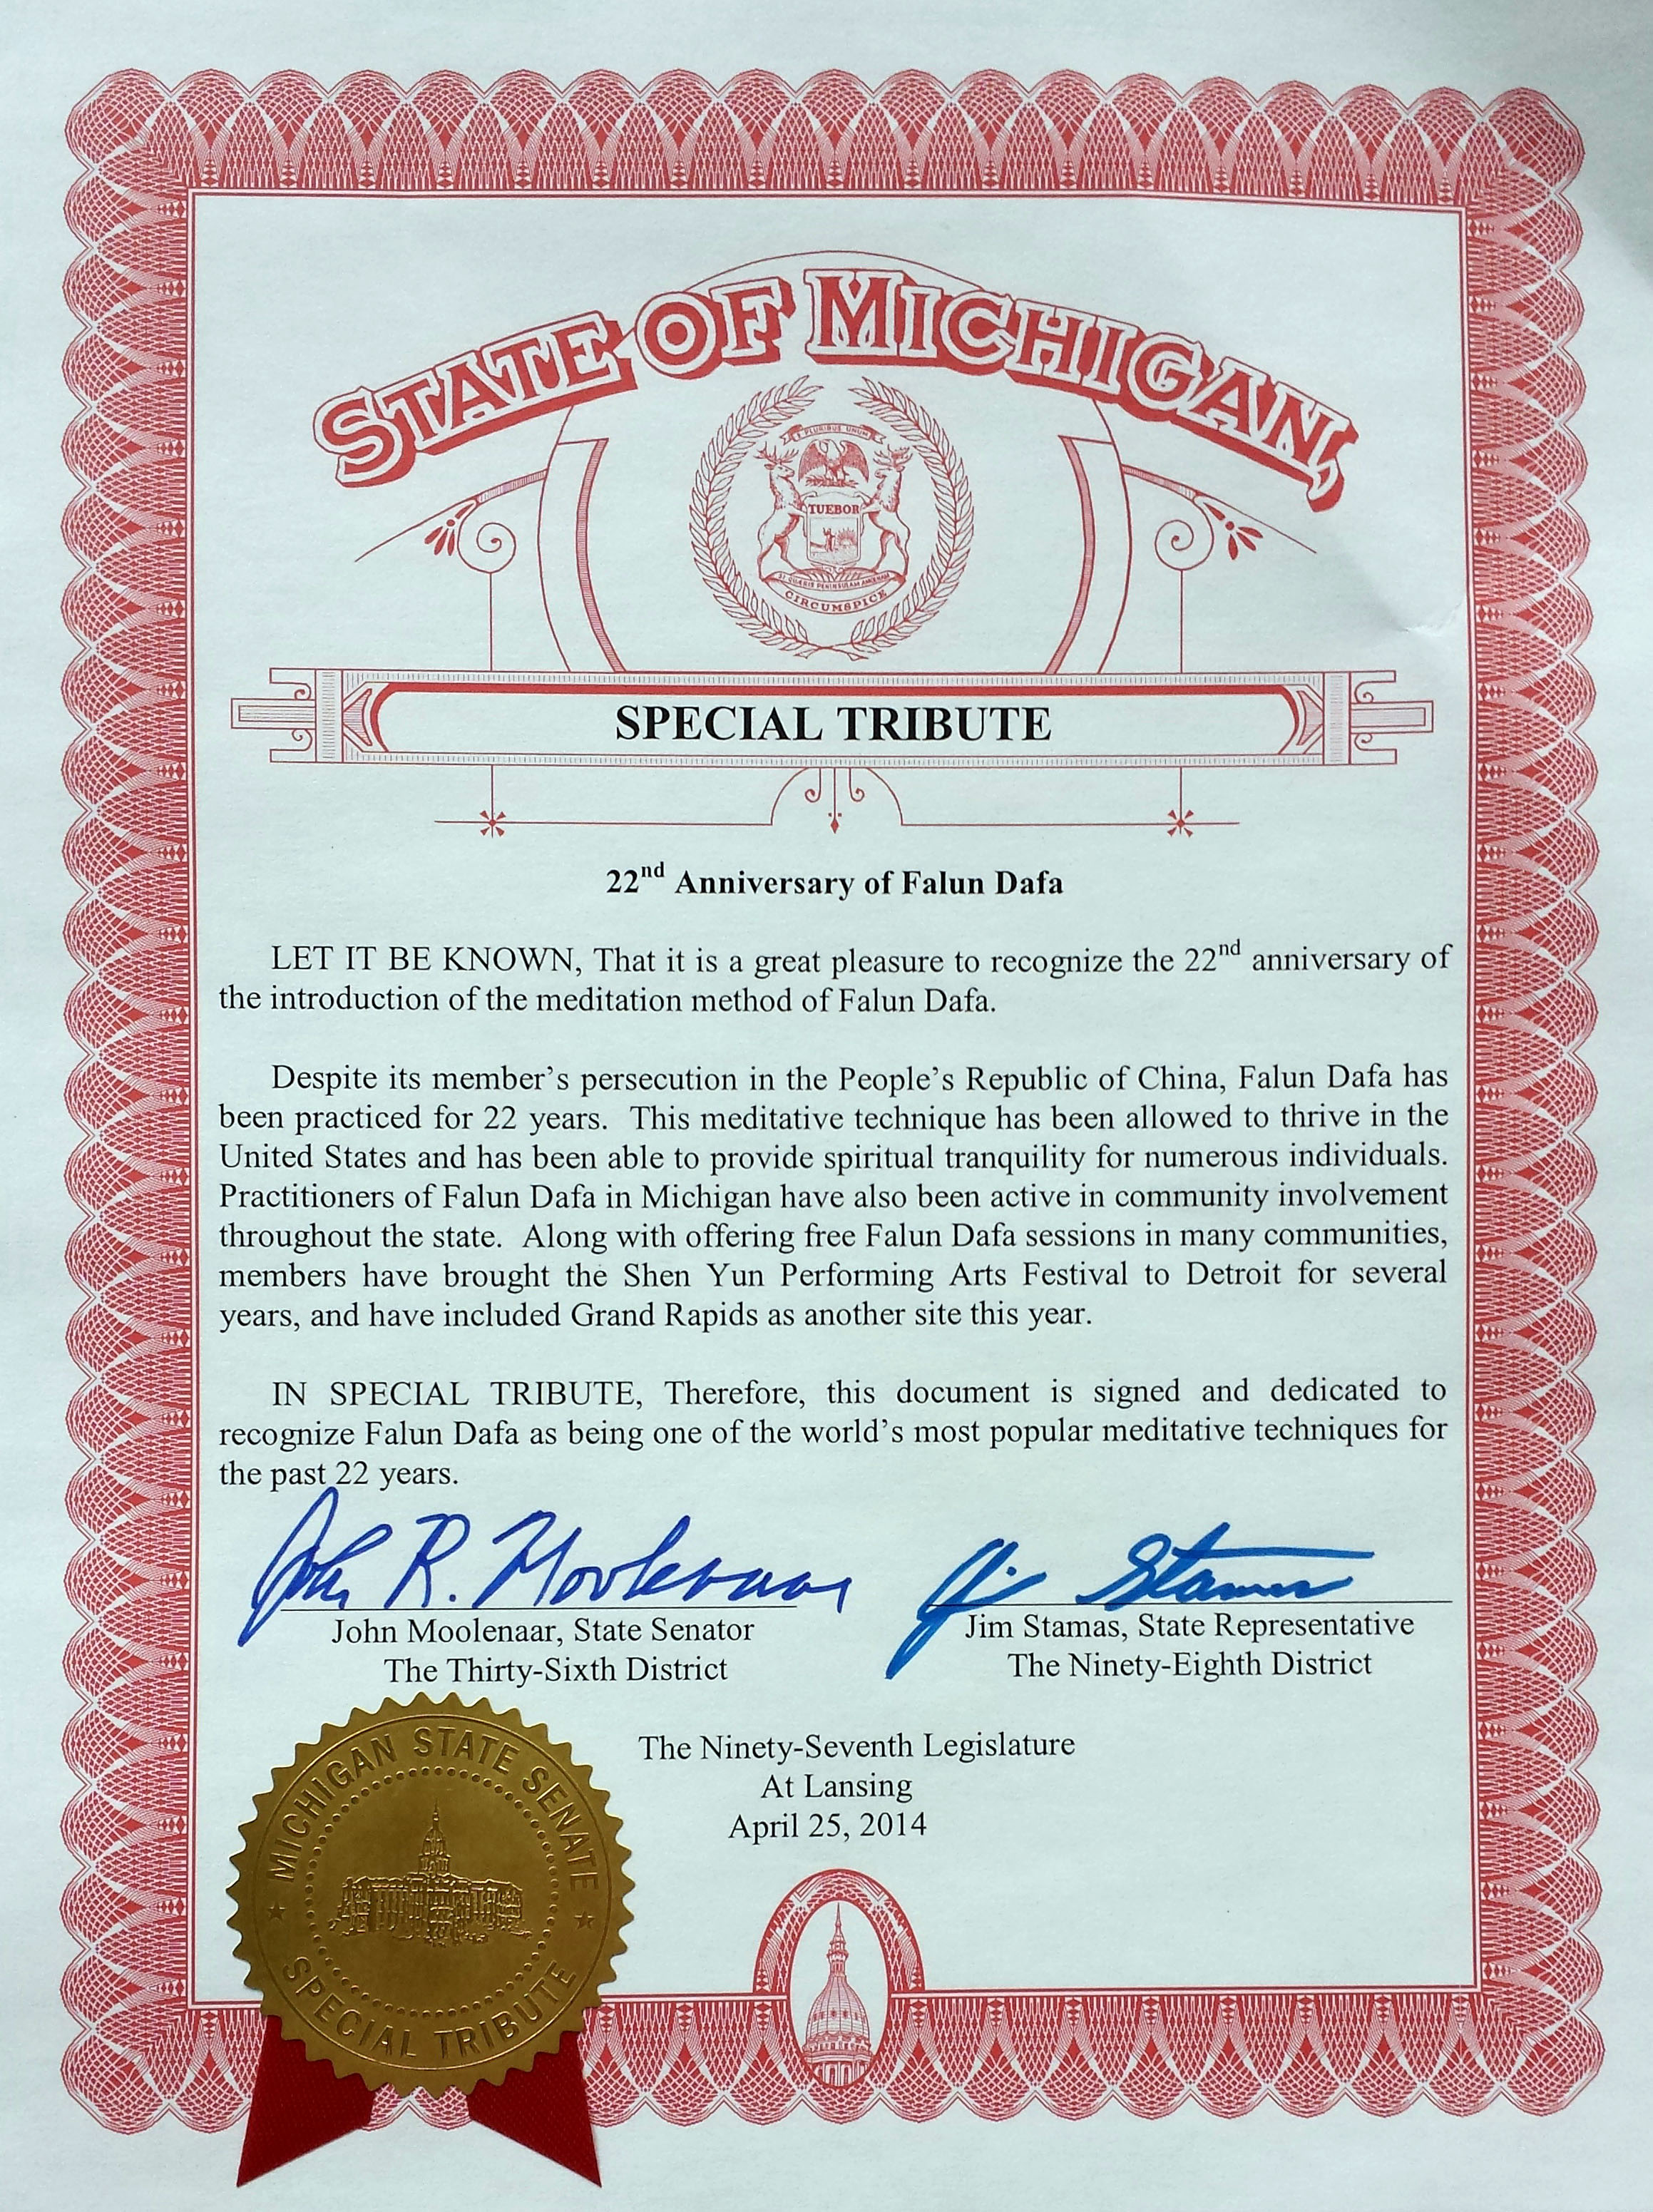 STATE OF MICHIGAN,
E PLURIBUS UNUM
TUEBOR
SI QUÆRIS PENINSULAM AMŒNAM
CIRCUMSPICE
SPECIAL TRIBUTE
22nd Anniversary of Falun Dafa
LET IT BE KNOWN, That it is a great pleasure to recognize the 22nd anniversary of
the introduction of the meditation method of Falun Dafa.
Despite its member’s persecution in the People’s Republic of China, Falun Dafa has
been practiced for 22 years. This meditative technique has been allowed to thrive in the
United States and has been able to provide spiritual tranquility for numerous individuals.
Practitioners of Falun Dafa in Michigan have also been active in community involvement
throughout the state. Along with offering free Falun Dafa sessions in many communities,
members have brought the Shen Yun Performing Arts Festival to Detroit for several
years, and have included Grand Rapids as another site this year.
IN SPECIAL TRIBUTE, Therefore, this document is signed and dedicated to
recognize Falun Dafa as being one of the world’s most popular meditative techniques for
the past 22 years.
John R. Moolenaar
Jim Stamas
John Moolenaar, State Senator
The Thirty-Sixth District
Jim Stamas, State Representative
The Ninety-Eighth District
The Ninety-Seventh Legislature
At Lansing
April 25, 2014
MICHIGAN STATE SENATE
SPECIAL TRIBUTE